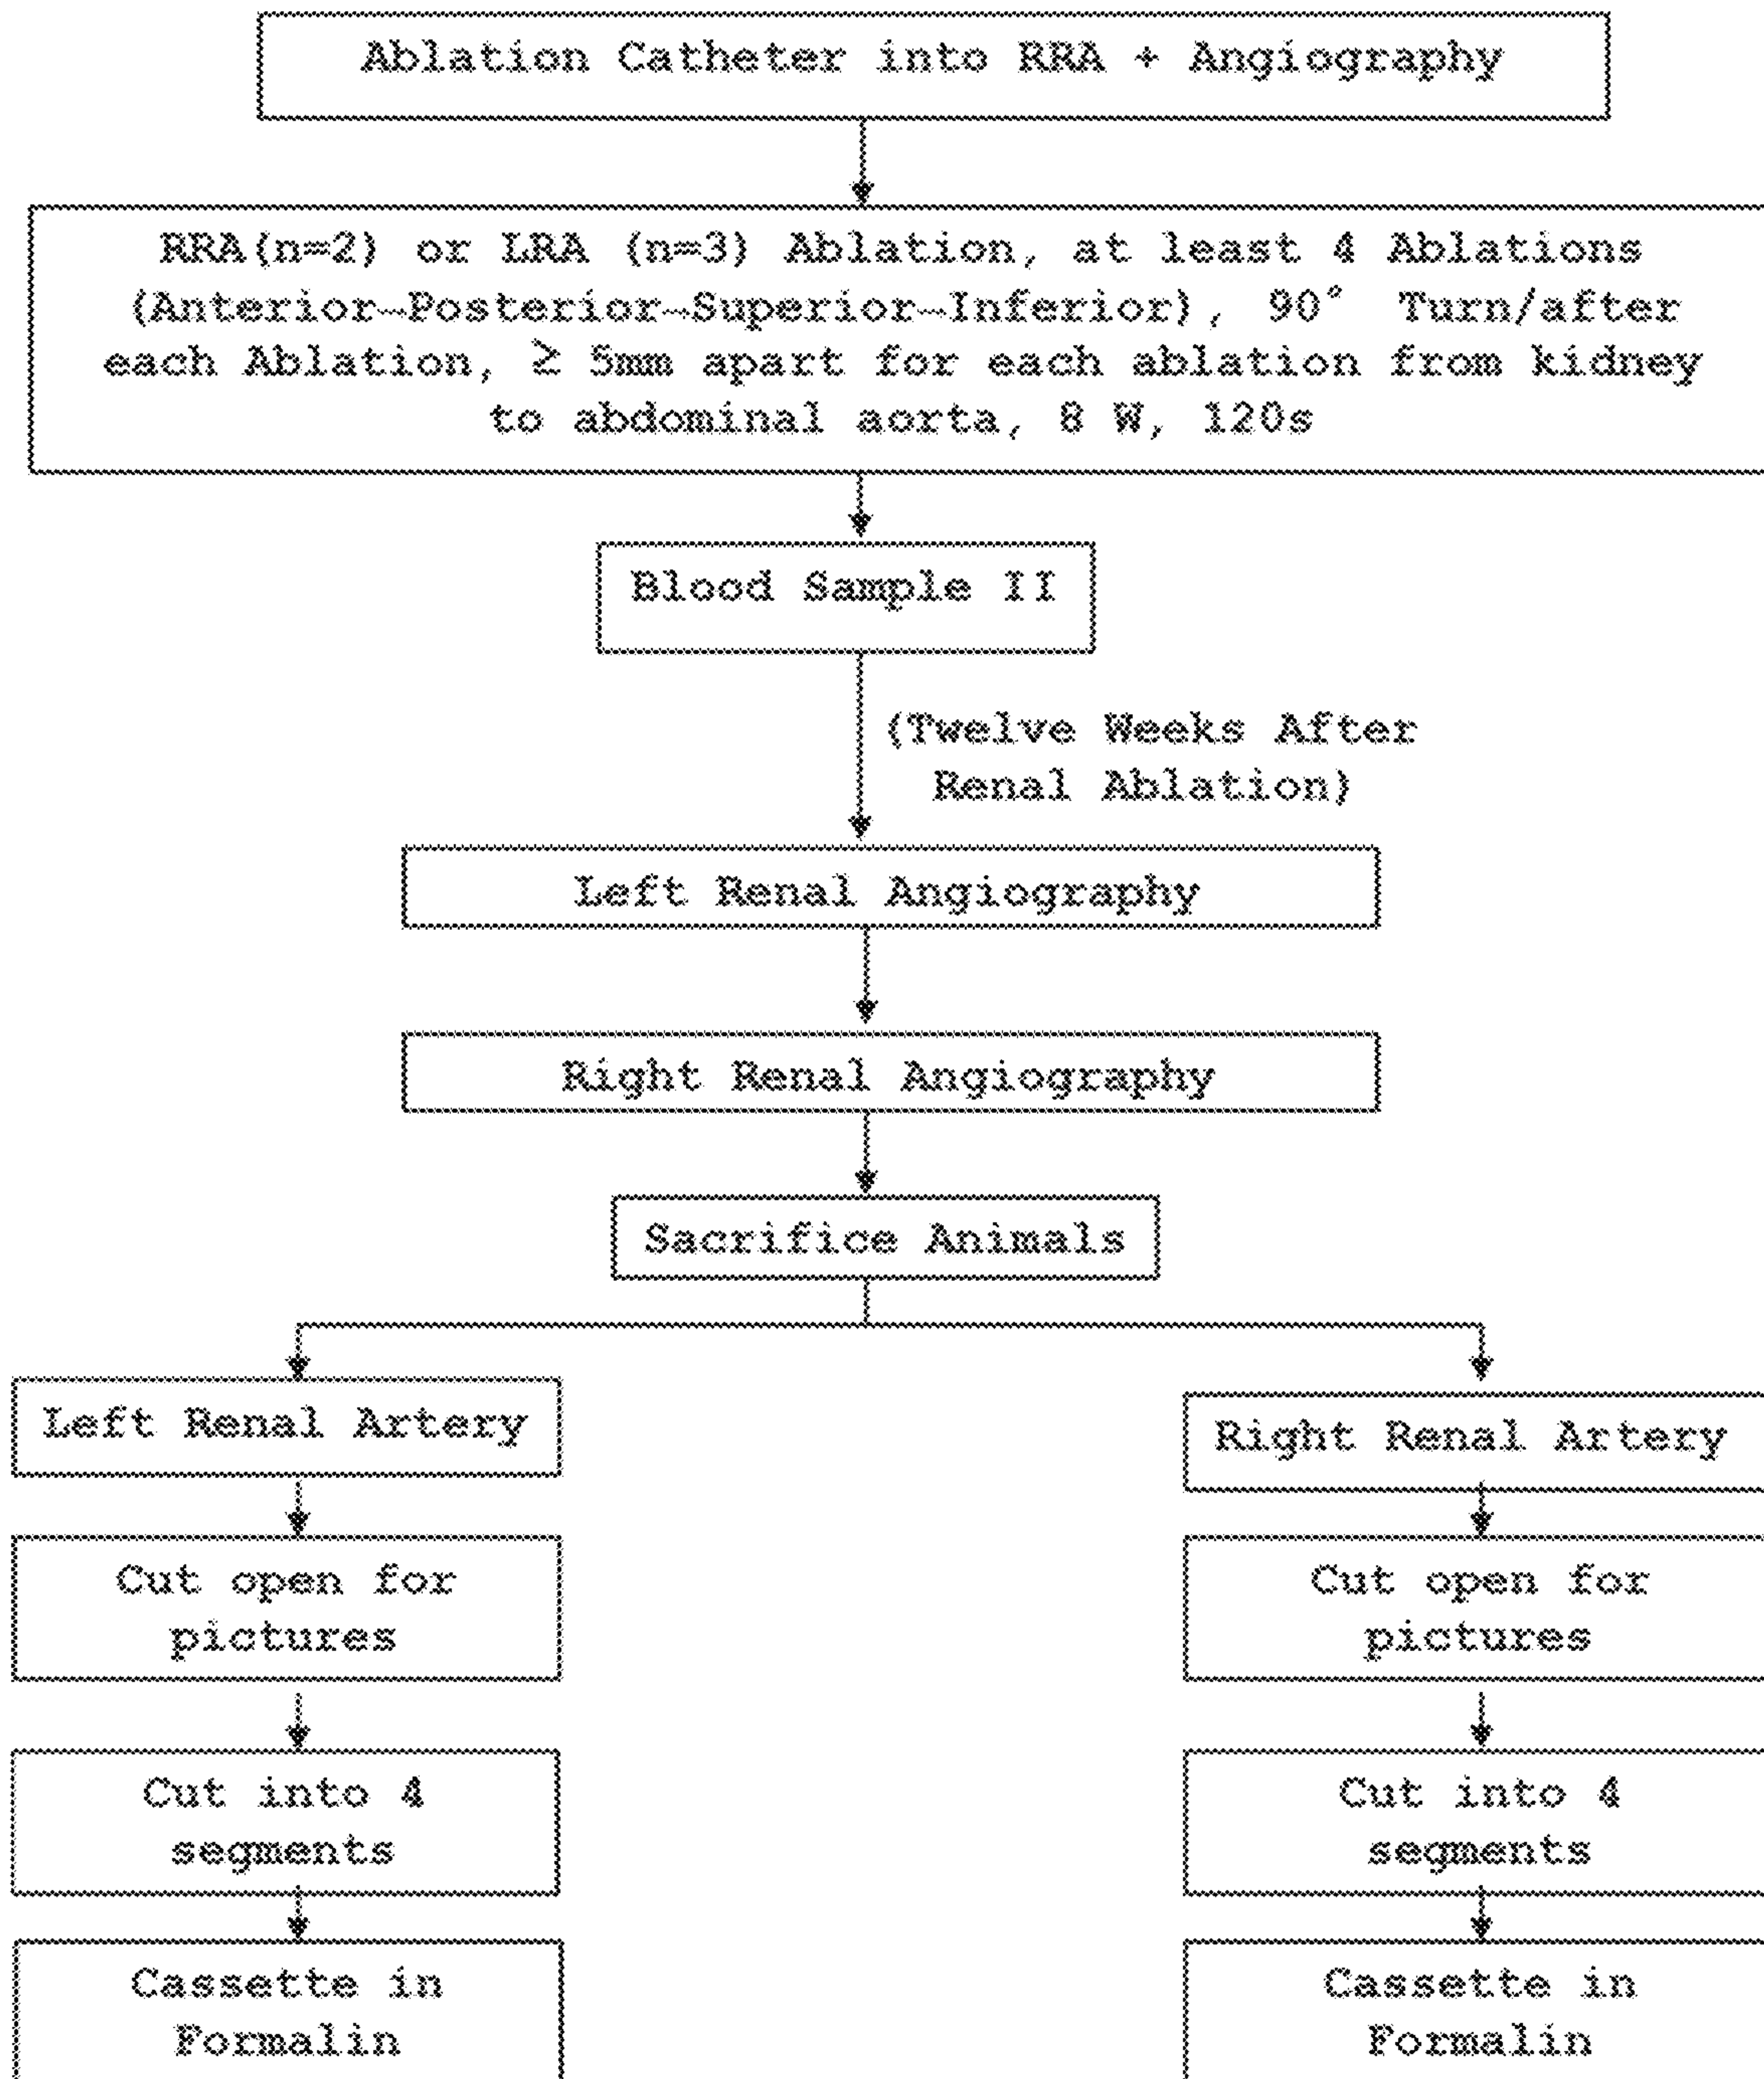 Ablation Catheter into RRA + Angiography
RRA(n=2) or LRA (n=3) Ablation, at least 4 Ablations
(Anterior→Posterior→Superior→Inferior), 90° Turn/after
each Ablation, ≥ 5mm apart for each ablation from kidney
to abdominal aorta, 8 W, 120s
Blood Sample II
(Twelve Weeks After
Renal Ablation)
Left Renal Angiography
Right Renal Angiography
Sacrifice Animals
Left Renal Artery
Right Renal Artery
Cut open for
pictures
Cut open for
pictures
Cut into 4
segments
Cut into 4
segments
Cassette in
Formalin
Cassette in
Formalin